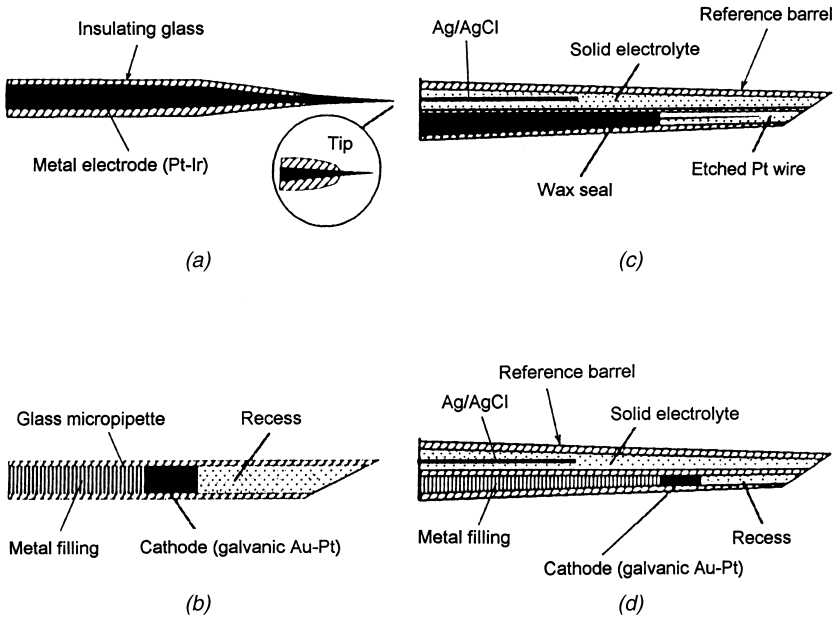 Insulating glass
Metal electrode (Pt-Ir)
Tip
(a)
Reference barrel
Ag/AgCl
Solid electrolyte
Etched Pt wire
Wax seal
(c)
Glass micropipette
Recess
Metal filling
Cathode (galvanic Au-Pt)
(b)
Reference barrel
Ag/AgCl
Solid electrolyte
Metal filling
Recess
Cathode (galvanic Au-Pt)
(d)